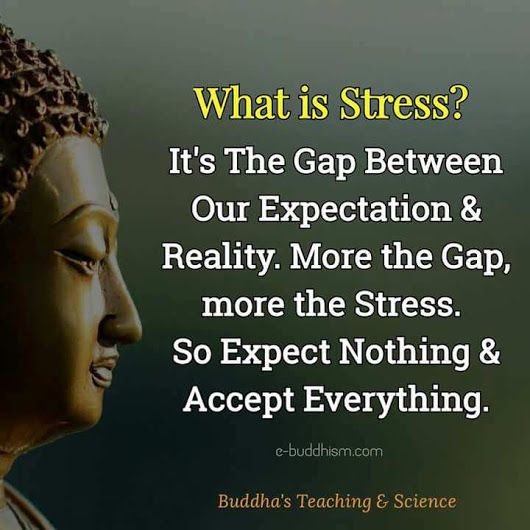 What is Stress?
It's The Gap Between
Our Expectation &
Reality. More the Gap,
more the Stress.
So Expect Nothing &
Accept Everything.
e-buddhism.com
Buddha's Teaching & Science